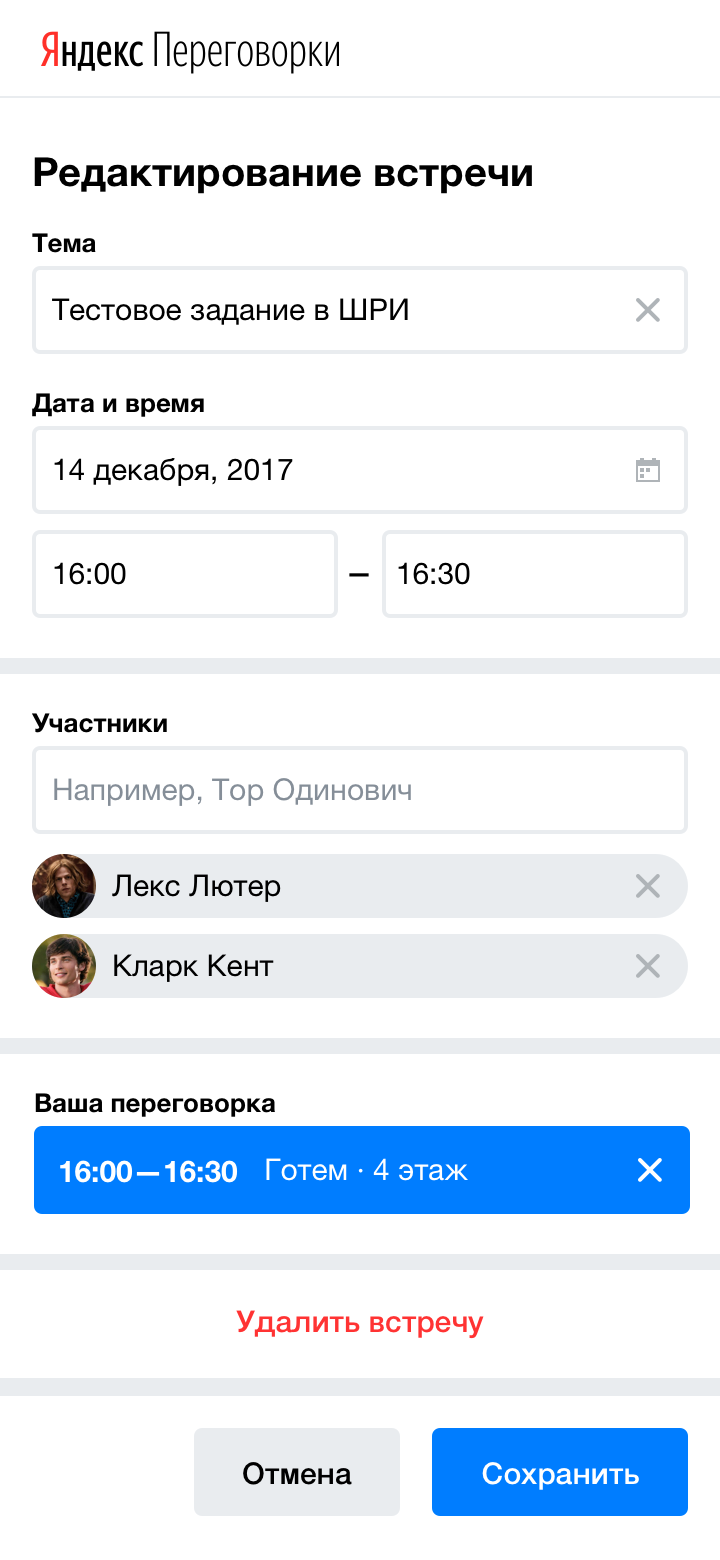 Яндекс Переговорки
Редактирование встречи
Тема
Тестовое задание в ШРИ
Дата и время
14 декабря, 2017
16:00 – 16:30
Участники
Например, Тор Одинович
Лекс Лютер
Кларк Кент
Ваша переговорка
16:00—16:30 Готем · 4 этаж
Удалить встречу
Отмена Сохранить